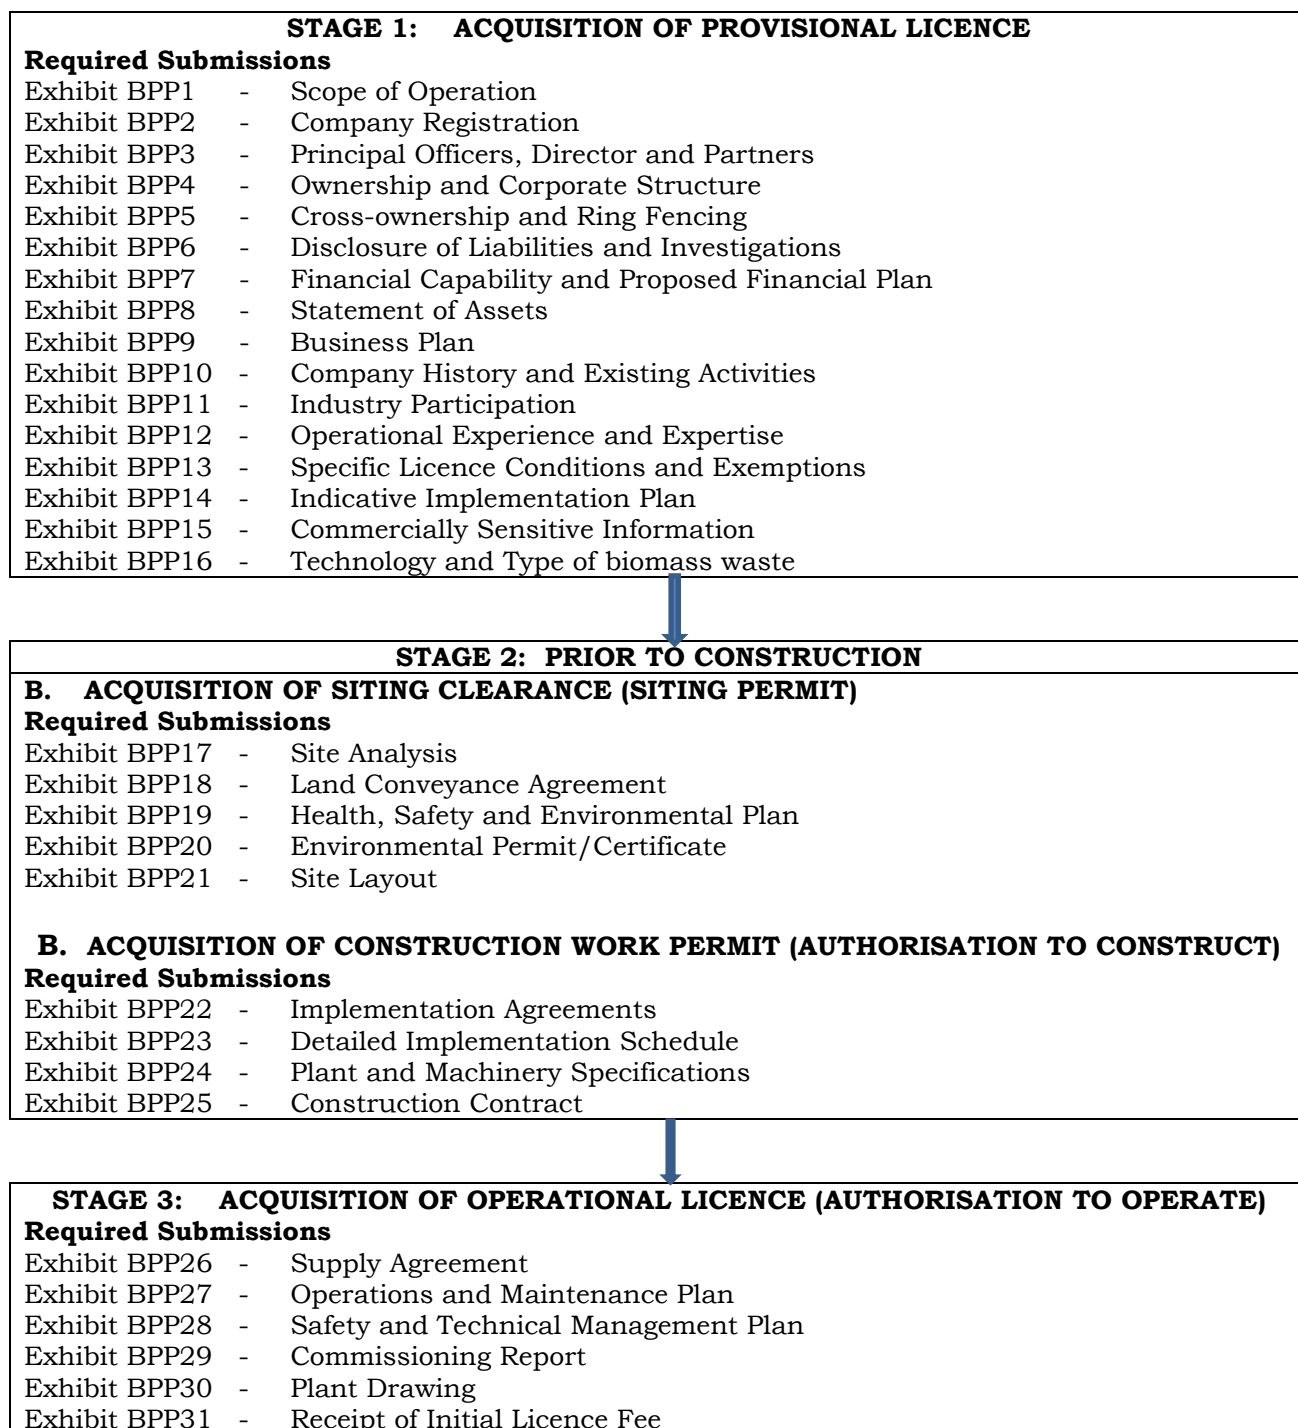 STAGE 1: ACQUISITION OF PROVISIONAL LICENCE
Required Submissions
Exhibit BPP1 - Scope of Operation
Exhibit BPP2 - Company Registration
Exhibit BPP3 - Principal Officers, Director and Partners
Exhibit BPP4 - Ownership and Corporate Structure
Exhibit BPP5 - Cross-ownership and Ring Fencing
Exhibit BPP6 - Disclosure of Liabilities and Investigations
Exhibit BPP7 - Financial Capability and Proposed Financial Plan
Exhibit BPP8 - Statement of Assets
Exhibit BPP9 - Business Plan
Exhibit BPP10 - Company History and Existing Activities
Exhibit BPP11 - Industry Participation
Exhibit BPP12 - Operational Experience and Expertise
Exhibit BPP13 - Specific Licence Conditions and Exemptions
Exhibit BPP14 - Indicative Implementation Plan
Exhibit BPP15 - Commercially Sensitive Information
Exhibit BPP16 - Technology and Type of biomass waste
STAGE 2: PRIOR TO CONSTRUCTION
B. ACQUISITION OF SITING CLEARANCE (SITING PERMIT)
Required Submissions
Exhibit BPP17 - Site Analysis
Exhibit BPP18 - Land Conveyance Agreement
Exhibit BPP19 - Health, Safety and Environmental Plan
Exhibit BPP20 - Environmental Permit/Certificate
Exhibit BPP21 - Site Layout
B. ACQUISITION OF CONSTRUCTION WORK PERMIT (AUTHORISATION TO CONSTRUCT)
Required Submissions
Exhibit BPP22 - Implementation Agreements
Exhibit BPP23 - Detailed Implementation Schedule
Exhibit BPP24 - Plant and Machinery Specifications
Exhibit BPP25 - Construction Contract
STAGE 3: ACQUISITION OF OPERATIONAL LICENCE (AUTHORISATION TO OPERATE)
Required Submissions
Exhibit BPP26 - Supply Agreement
Exhibit BPP27 - Operations and Maintenance Plan
Exhibit BPP28 - Safety and Technical Management Plan
Exhibit BPP29 - Commissioning Report
Exhibit BPP30 - Plant Drawing
Exhibit BPP31 - Receipt of Initial Licence Fee